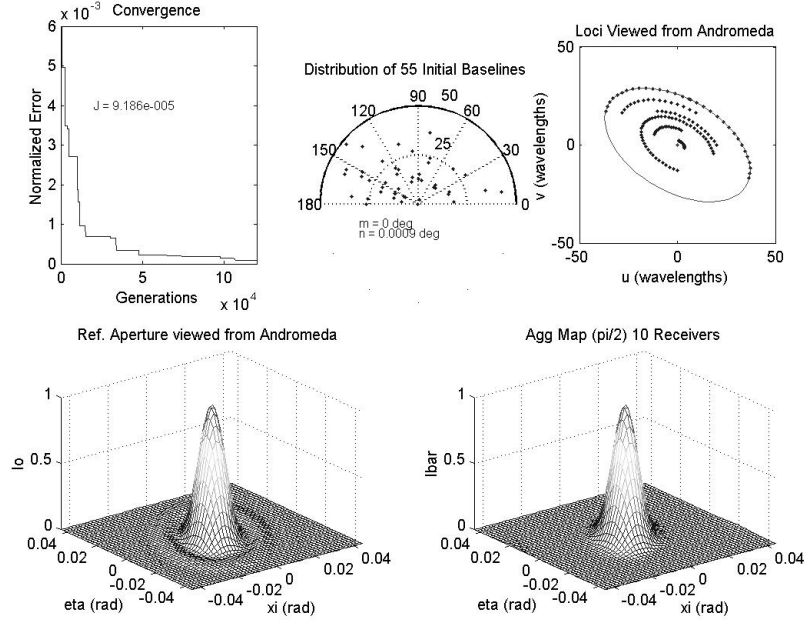 x 10^-3
Convergence
6
5
4
3
2
1
0
Normalized Error
J = 9.186e-005
0 5 10
x 10^4
Generations
Distribution of 55 Initial Baselines
90 50
120 60
150 25 30
180 0
m = 0 deg
n = 0.0009 deg
Loci Viewed from Andromeda
50
0
-50
v (wavelengths)
-50 0 50
u (wavelengths)
Ref. Aperture viewed from Andromeda
1
0.5
0
Io
0.04
0.02
0
-0.02
-0.04
eta (rad)
-0.04
-0.02
0
0.02
0.04
xi (rad)
Agg Map (pi/2) 10 Receivers
1
0.5
0
Ibar
0.04
0.02
0
-0.02
-0.04
eta (rad)
-0.04
-0.02
0
0.02
0.04
xi (rad)